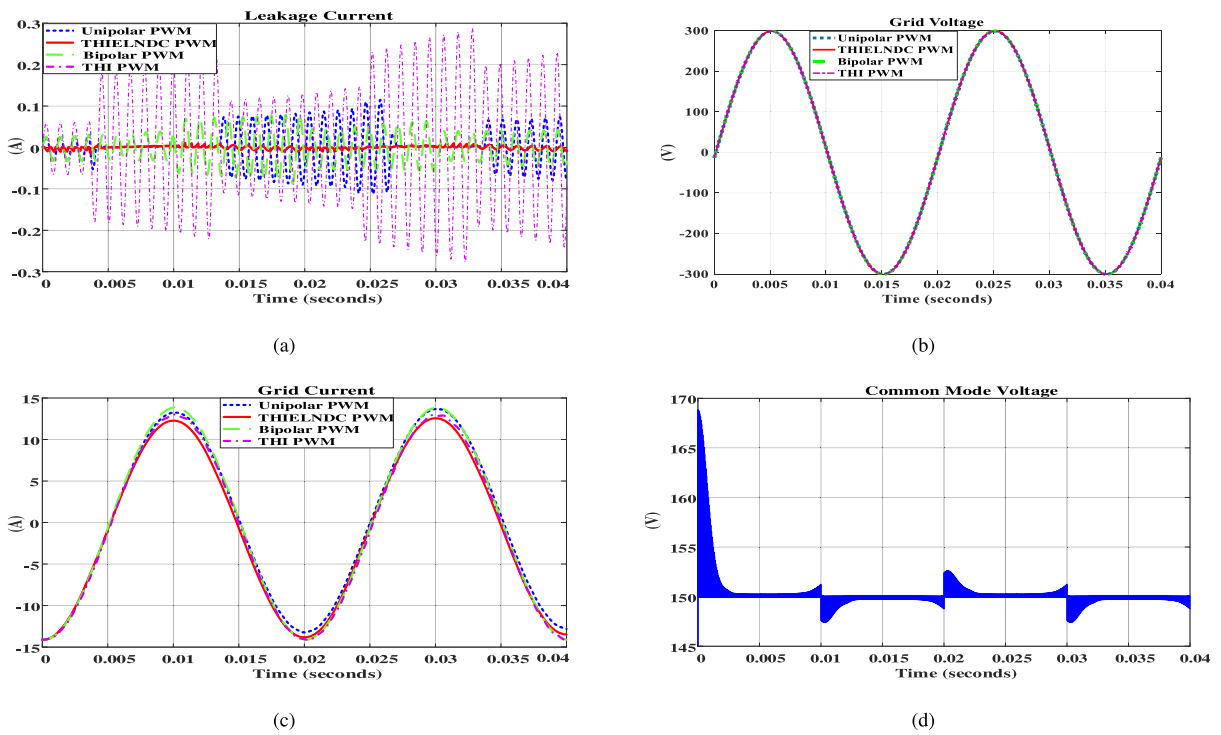 Leakage Current
0.3
0.2
0.1
0
-0.1
-0.2
-0.3
(A)
Unipolar PWM
THIELNDC PWM
Bipolar PWM
THI PWM
0 0.005 0.01 0.015 0.02 0.025 0.03 0.035 0.04
Time (seconds)
(a)
Grid Voltage
300
200
100
0
-100
-200
-300
(V)
Unipolar PWM
THIELNDC PWM
Bipolar PWM
THI PWM
0 0.005 0.01 0.015 0.02 0.025 0.03 0.035 0.04
Time (seconds)
(b)
Grid Current
15
10
5
0
-5
-10
-15
(A)
Unipolar PWM
THIELNDC PWM
Bipolar PWM
THI PWM
0 0.005 0.01 0.015 0.02 0.025 0.03 0.035 0.04
Time (seconds)
(c)
Common Mode Voltage
170
165
160
155
150
145
(V)
0 0.005 0.01 0.015 0.02 0.025 0.03 0.035 0.04
Time (seconds)
(d)